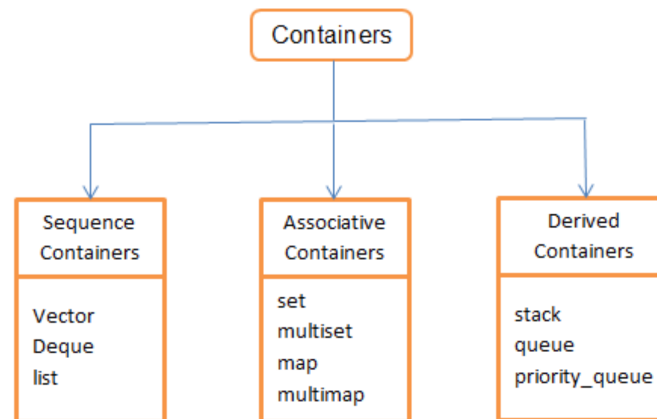 Containers
Sequence
Containers
Vector
Deque
list
Associative
Containers
set
multiset
map
multimap
Derived
Containers
stack
queue
priority_queue